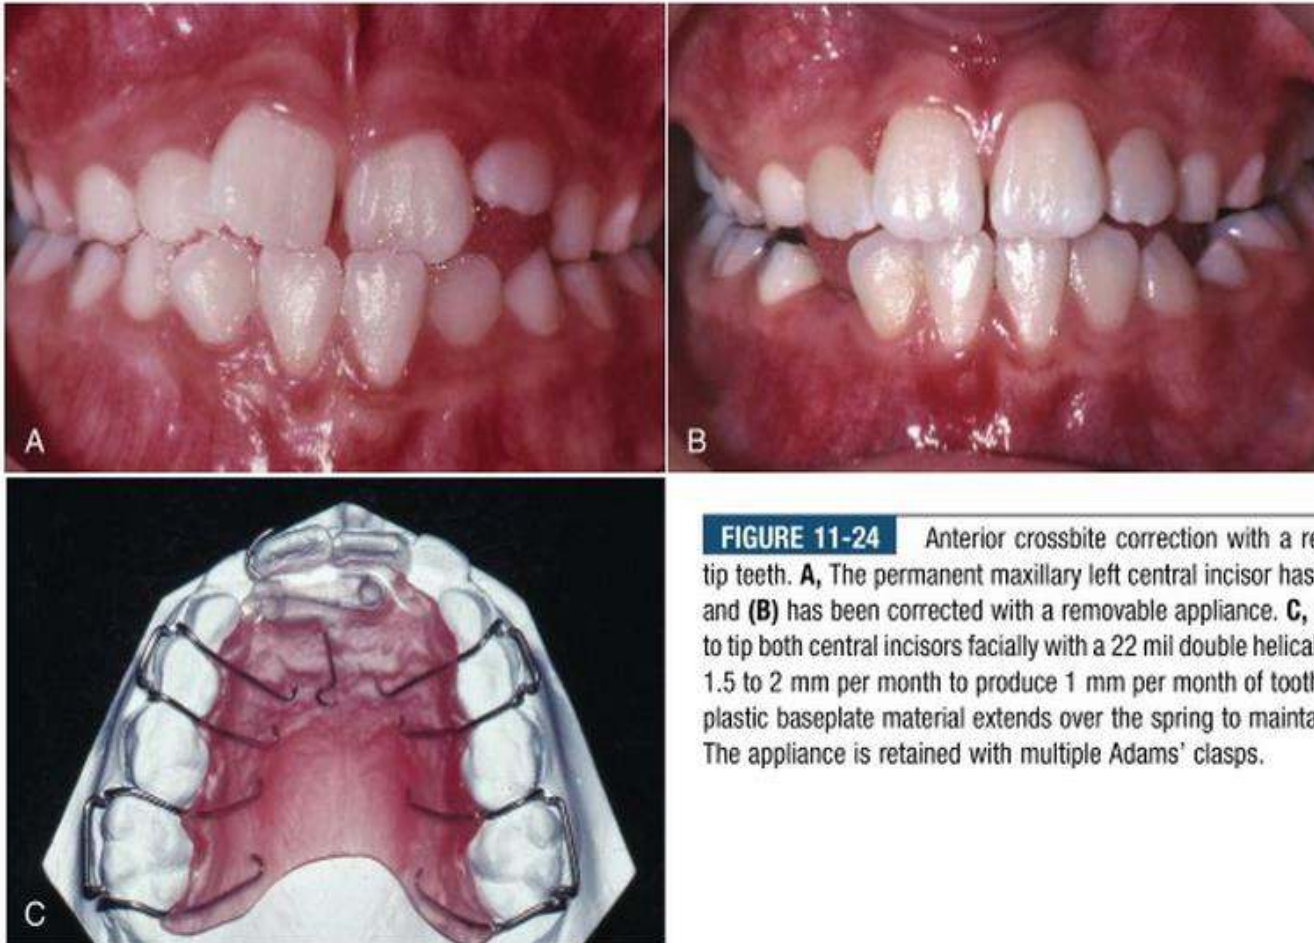 A
B
C
FIGURE 11-24 Anterior crossbite correction with a re
tip teeth. A, The permanent maxillary left central incisor has
and (B) has been corrected with a removable appliance. C,
to tip both central incisors facially with a 22 mil double helica
1.5 to 2 mm per month to produce 1 mm per month of tooth
plastic baseplate material extends over the spring to mainta
The appliance is retained with multiple Adams' clasps.